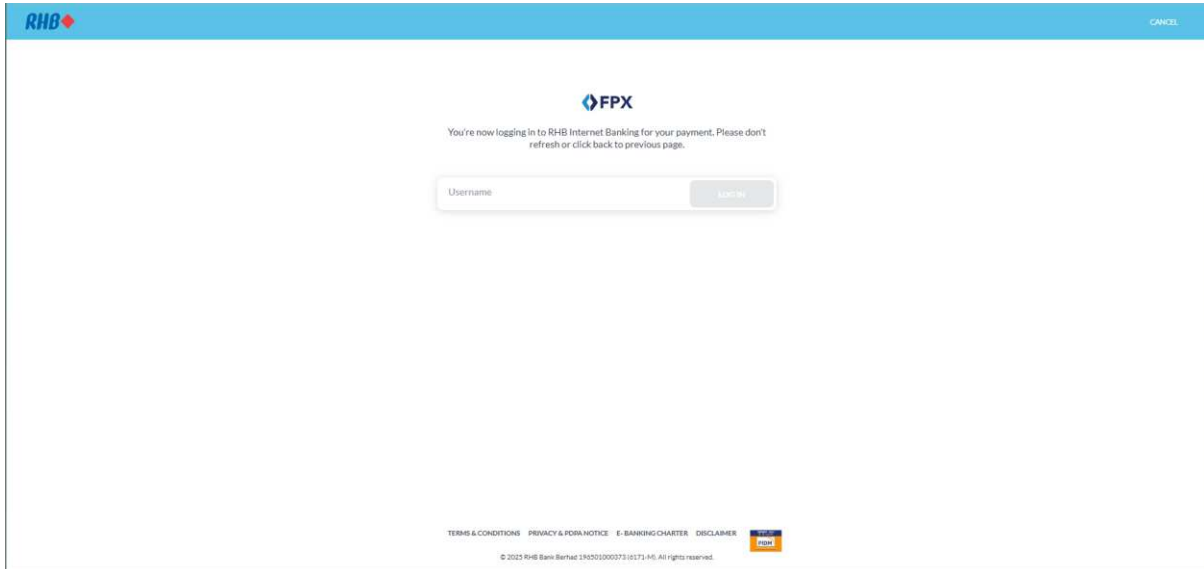 RHB
CANCEL
FPX
You're now logging in to RHB Internet Banking for your payment. Please don't
refresh or click back to previous page.
Username
LOG IN
TERMS & CONDITIONS PRIVACY & PDPA NOTICE E- BANKING CHARTER DISCLAIMER
PIDM
© 2025 RHB Bank Berhad 196501000373 (6171-M). All rights reserved.